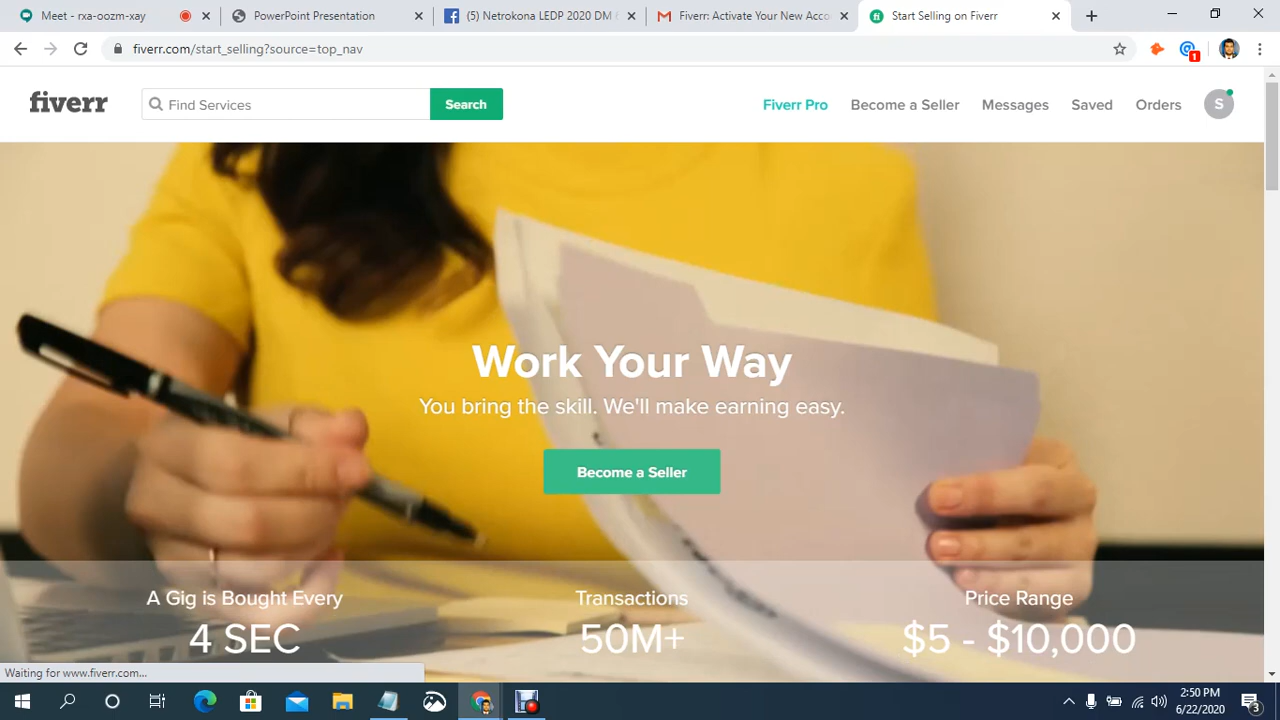 Meet - rxa-oozm-xay
PowerPoint Presentation
(5) Netrokona LEDP 2020 DM b
Fiverr: Activate Your New Acco
Start Selling on Fiverr
fiverr.com/start_selling?source=top_nav
1
fiverr
Find Services
Search
Fiverr Pro
Become a Seller
Messages
Saved
Orders
S
Work Your Way
You bring the skill. We'll make earning easy.
Become a Seller
A Gig is Bought Every
4 SEC
Transactions
50M+
Price Range
$5 - $10,000
Waiting for www.fiverr.com...
2:50 PM
6/22/2020
3